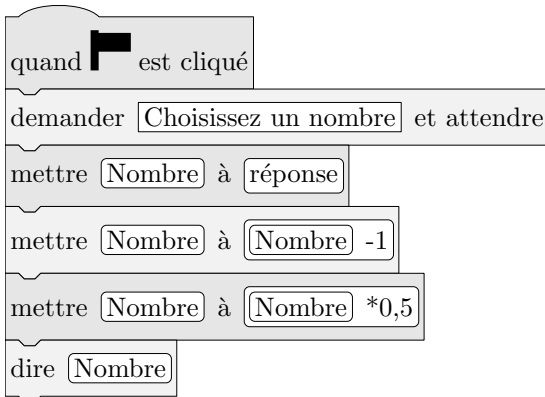 quand est cliqué
demander Choisissez un nombre et attendre
mettre Nombre à réponse
mettre Nombre à Nombre -1
mettre Nombre à Nombre *0,5
dire Nombre